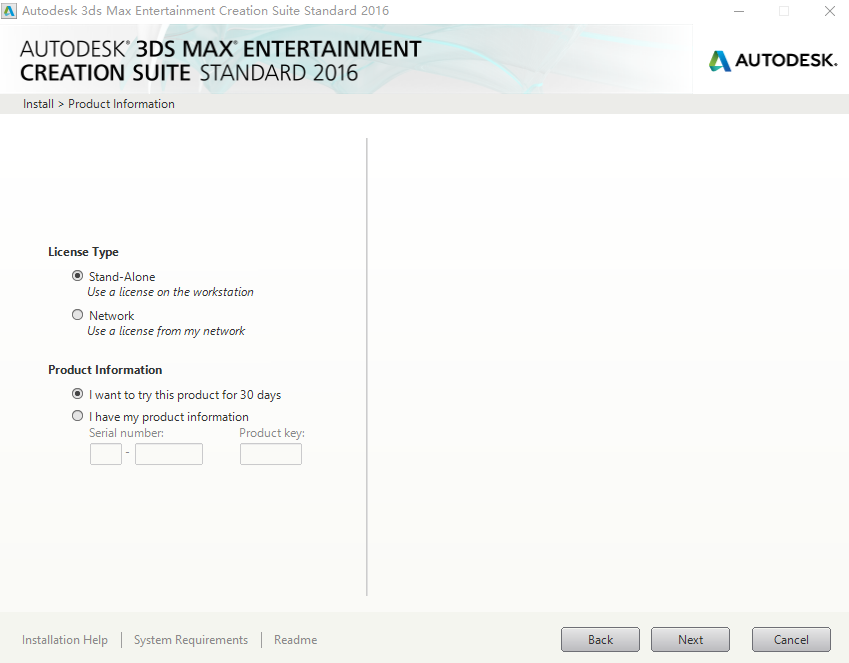 Autodesk 3ds Max Entertainment Creation Suite Standard 2016
AUTODESK® 3DS MAX® ENTERTAINMENT
CREATION SUITE STANDARD 2016
AUTODESK.
Install > Product Information
License Type
Stand-Alone
Use a license on the workstation
Network
Use a license from my network
Product Information
I want to try this product for 30 days
I have my product information
Serial number: Product key:
-
Installation Help System Requirements Readme Back Next Cancel